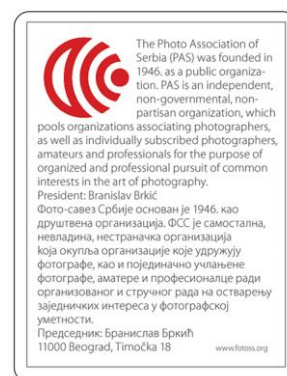 The Photo Association of
Serbia (PAS) was founded in
1946. as a public organiza-
tion. PAS is an independent,
non-governmental, non-
partisan organization, which
pools organizations associating photographers,
as well as individually subscribed photographers,
amateurs and professionals for the purpose of
organized and professional pursuit of common
interests in the art of photography.
President: Branislav Brkić
Фото-савез Србије основан је 1946. као
друштвена организација. ФСС је самостална,
невладина, нестраначка организација
која окупља организације које удружују
фотографе, као и појединачно учлањене
фотографе, аматере и професионалце ради
организованог и стручног рада на остварењу
заједничких интереса у фотографској
уметности.
Председник: Бранислав Бркић
11000 Beograd, Timočka 18 www.fotoss.org